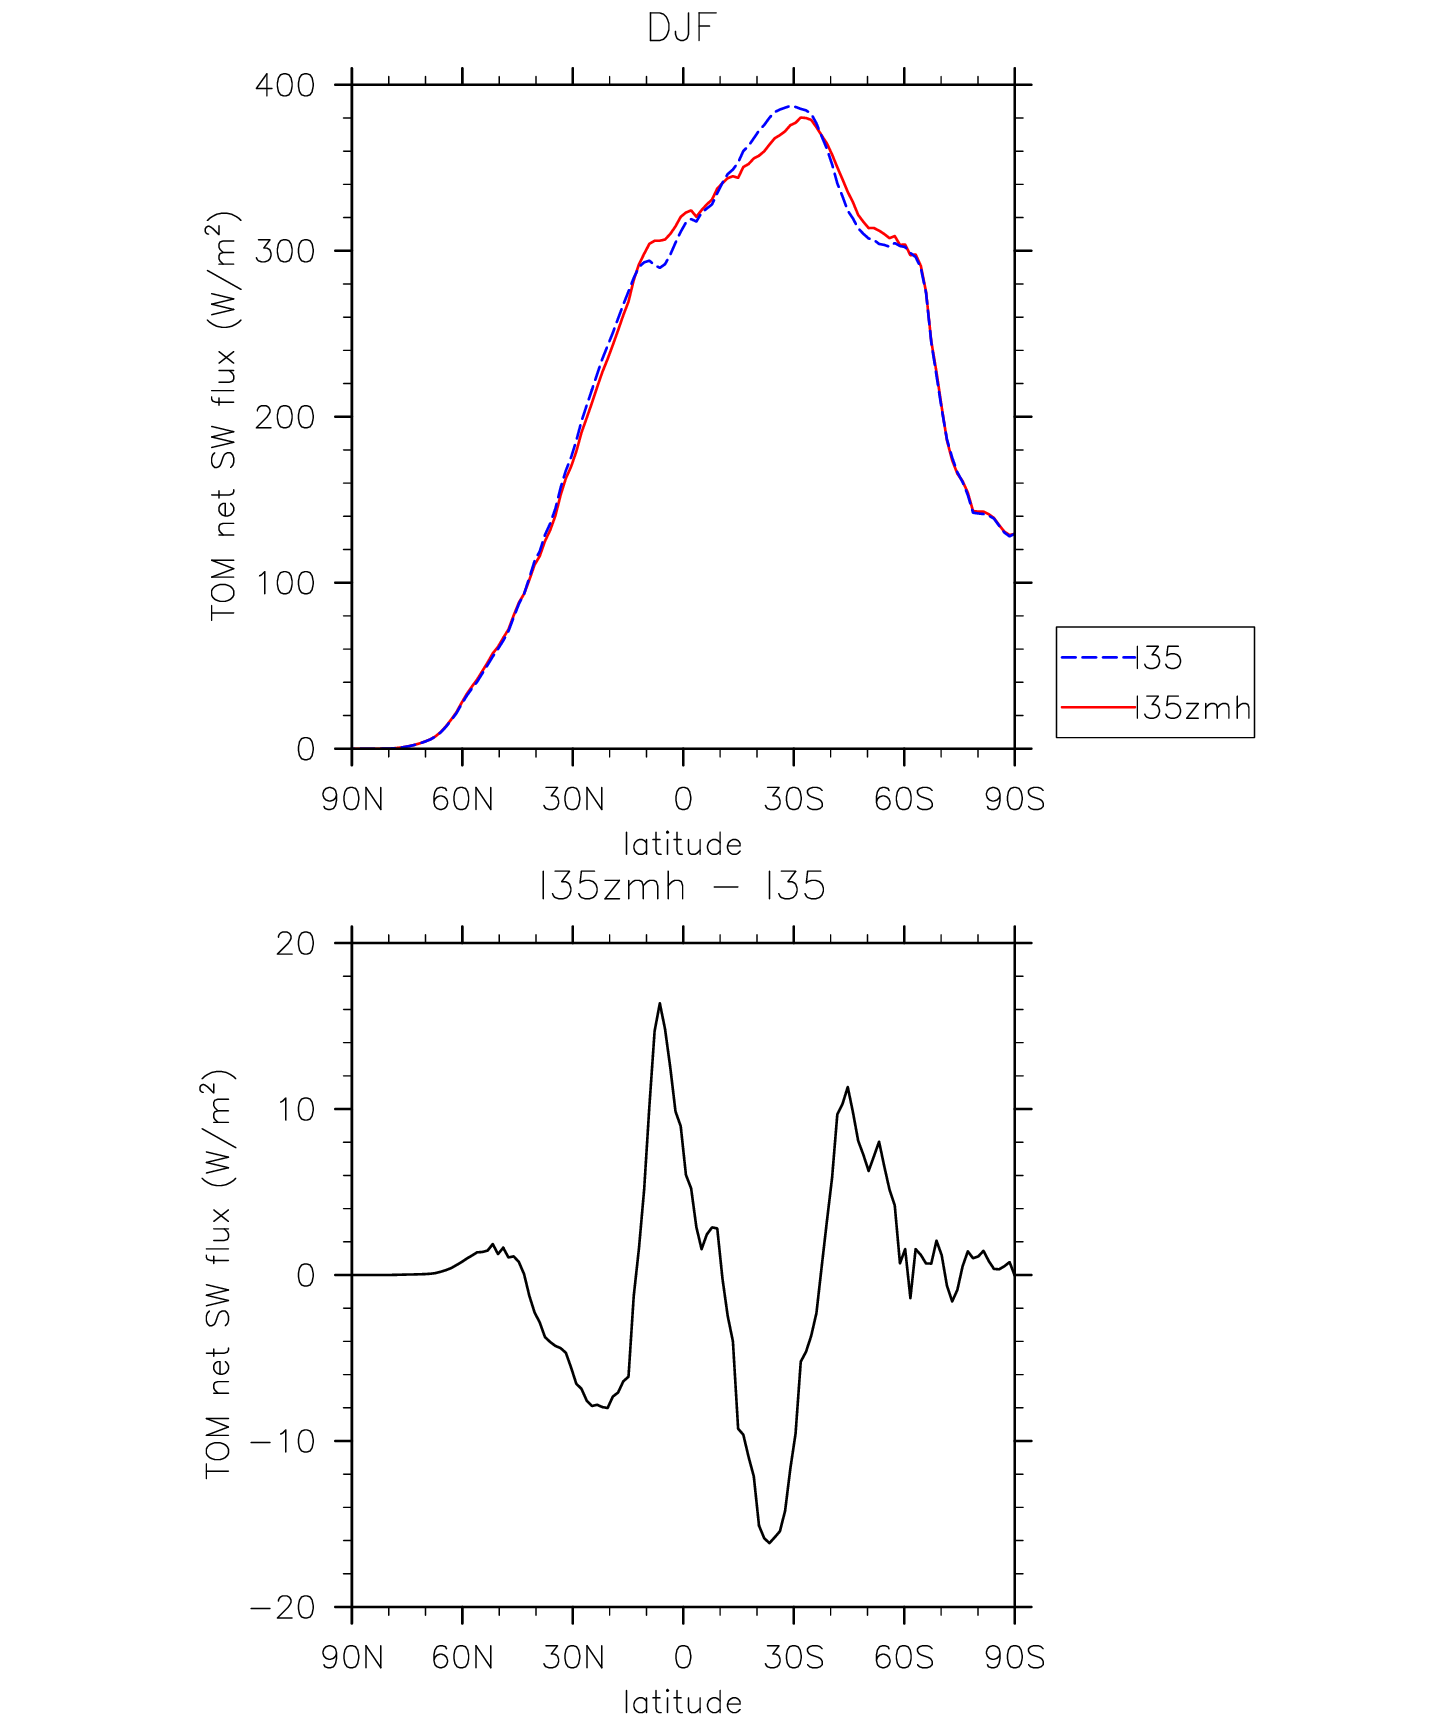 DJF
400
300
200
100
0
TOM net SW flux (W/m²)
90N 60N 30N 0 30S 60S 90S
latitude
I35
I35zmh
I35zmh − I35
20
10
0
−10
−20
TOM net SW flux (W/m²)
90N 60N 30N 0 30S 60S 90S
latitude